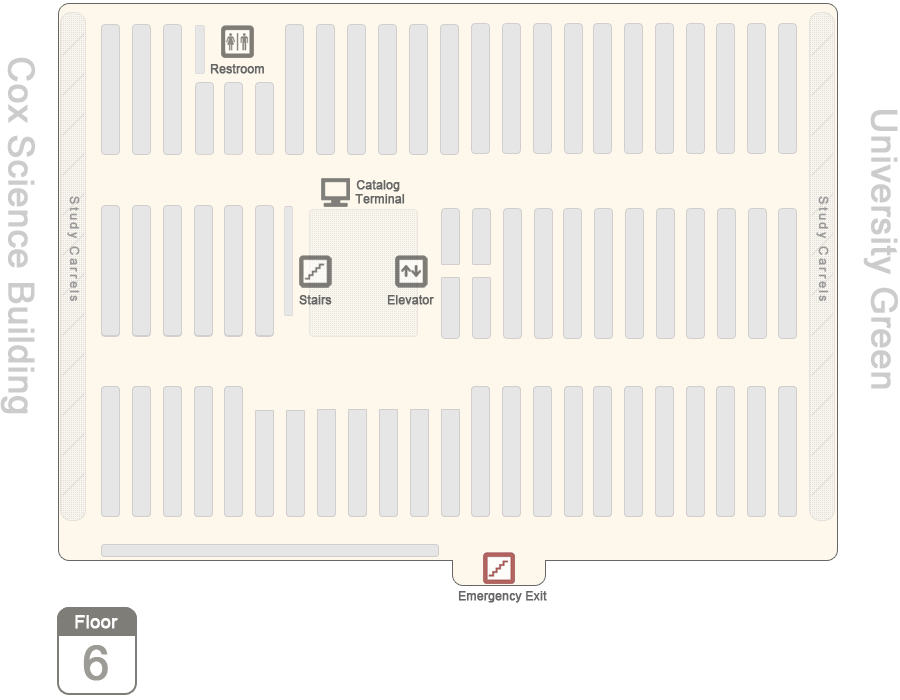 Restroom
Cox Science Building
University Green
Catalog
Terminal
Study Carrels
Study Carrels
Stairs
Elevator
Emergency Exit
Floor
6